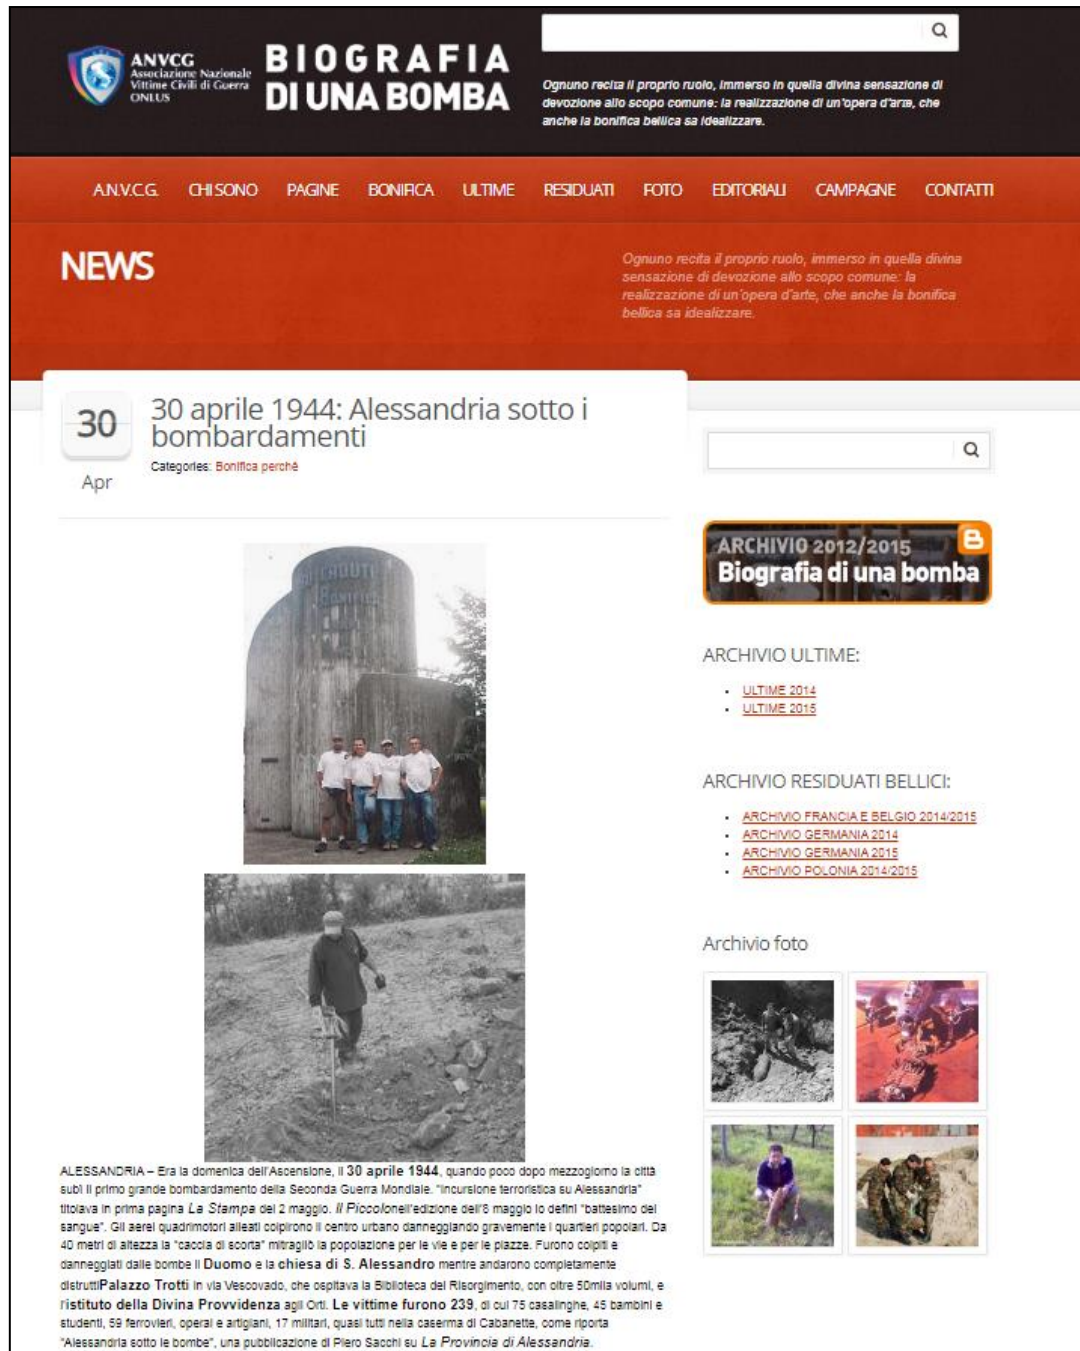 ANVCG
Associazione Nazionale
Vittime Civili di Guerra
ONLUS
BIOGRAFIA
DI UNA BOMBA
Ognuno recita il proprio ruolo, immerso in quella divina sensazione di
devozione allo scopo comune: la realizzazione di un'opera d'arte, che
anche la bonifica bellica sa idealizzare.
A.N.V.C.G. CHI SONO PAGINE BONIFICA ULTIME RESIDUATI FOTO EDITORIALI CAMPAGNE CONTATTI
NEWS
Ognuno recita il proprio ruolo, immerso in quella divina
sensazione di devozione allo scopo comune: la
realizzazione di un'opera d'arte, che anche la bonifica
bellica sa idealizzare.
30
Apr
30 aprile 1944: Alessandria sotto i
bombardamenti
Categories: Bonifica perchè
ARCHIVIO 2012/2015
Biografia di una bomba
ARCHIVIO ULTIME:
ULTIME 2014
ULTIME 2015
ARCHIVIO RESIDUATI BELLICI:
ARCHIVIO FRANCIA E BELGIO 2014/2015
ARCHIVIO GERMANIA 2014
ARCHIVIO GERMANIA 2015
ARCHIVIO POLONIA 2014/2015
Archivio foto
ALESSANDRIA – Era la domenica dell'Ascensione, il 30 aprile 1944, quando poco dopo mezzogiorno la città
subì il primo grande bombardamento della Seconda Guerra Mondiale. "Incursione terroristica su Alessandria"
titolava in prima pagina La Stampa del 2 maggio. Il Piccolonell'edizione dell'8 maggio lo definì "battesimo del
sangue". Gli aerei quadrimotori alleati colpirono il centro urbano danneggiando gravemente i quartieri popolari. Da
40 metri di altezza la "caccia di scorta" mitragliò la popolazione per le vie e per le piazze. Furono colpiti e
danneggiati dalle bombe il Duomo e la chiesa di S. Alessandro mentre andarono completamente
distruttiPalazzo Trotti in via Vescovado, che ospitava la Biblioteca del Risorgimento, con oltre 50mila volumi, e
l'istituto della Divina Provvidenza agli Orti. Le vittime furono 239, di cui 75 casalinghe, 45 bambini e
studenti, 59 ferrovieri, operai e artigiani, 17 militari, quasi tutti nella caserma di Cabanette, come riporta
"Alessandria sotto le bombe", una pubblicazione di Piero Sacchi su La Provincia di Alessandria.